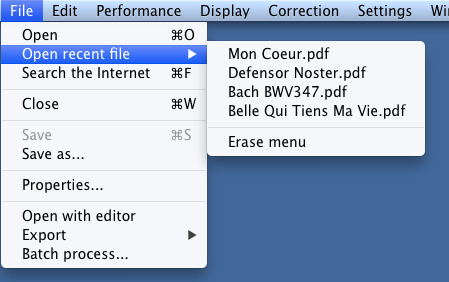 File Edit Performance Display Correction Settings
Open ⌘O
Open recent file ▶
Search the Internet ⌘F
Close ⌘W
Save ⌘S
Save as...
Properties...
Open with editor
Export ▶
Batch process...
Mon Coeur.pdf
Defensor Noster.pdf
Bach BWV347.pdf
Belle Qui Tiens Ma Vie.pdf
Erase menu